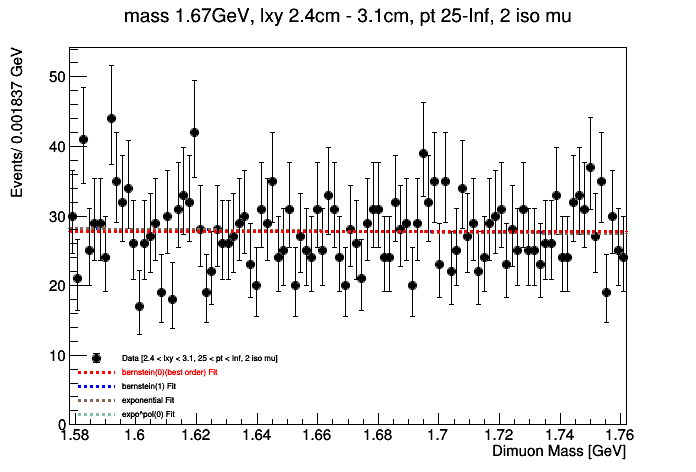 mass 1.67GeV, lxy 2.4cm - 3.1cm, pt 25-Inf, 2 iso mu
Events/ 0.001837 GeV
50
40
30
20
10
0
Data [2.4 < lxy < 3.1, 25 < pt < Inf, 2 iso mu]
bernstein(0)(best order) Fit
bernstein(1) Fit
exponential Fit
expo*pol(0) Fit
1.58 1.6 1.62 1.64 1.66 1.68 1.7 1.72 1.74 1.76
Dimuon Mass [GeV]